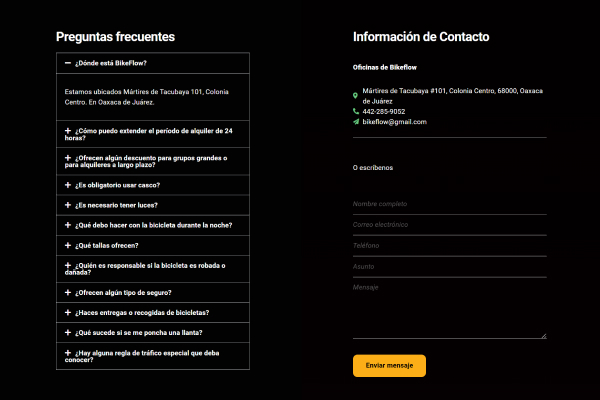 Preguntas frecuentes
¿Dónde está BikeFlow?
Estamos ubicados Mártires de Tacubaya 101, Colonia
Centro. En Oaxaca de Juárez.
¿Cómo puedo extender el período de alquiler de 24
horas?
¿Ofrecen algún descuento para grupos grandes o
para alquileres a largo plazo?
¿Es obligatorio usar casco?
¿Es necesario tener luces?
¿Qué debo hacer con la bicicleta durante la noche?
¿Qué tallas ofrecen?
¿Quién es responsable si la bicicleta es robada o
dañada?
¿Ofrecen algún tipo de seguro?
¿Haces entregas o recogidas de bicicletas?
¿Qué sucede si se me poncha una llanta?
¿Hay alguna regla de tráfico especial que deba
conocer?
Información de Contacto
Oficinas de Bikeflow
Mártires de Tacubaya #101, Colonia Centro, 68000, Oaxaca
de Juárez
442-285-9052
bikeflow@gmail.com
O escribenos
Nombre completo
Correo electrónico
Teléfono
Asunto
Mensaje
Enviar mensaje